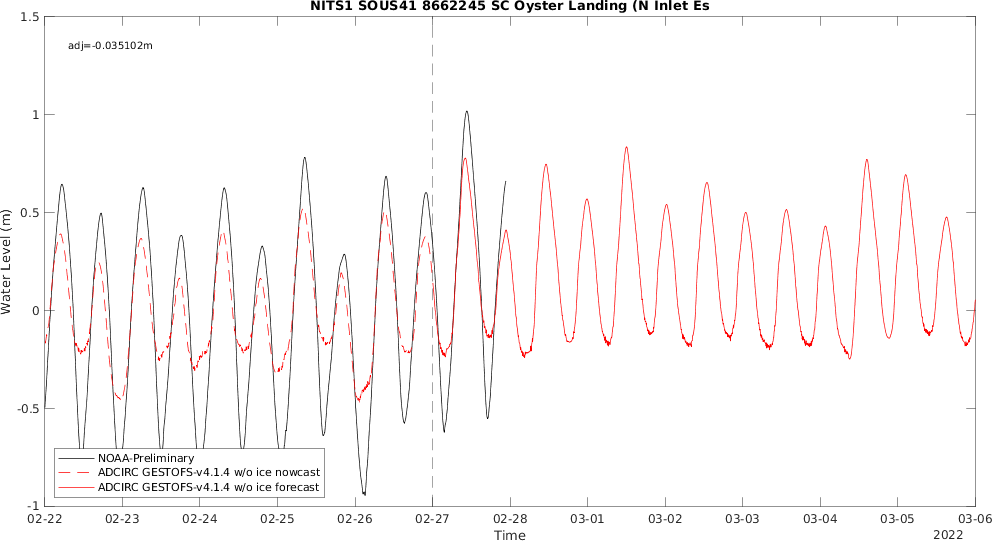 NITS1 SOUS41 8662245 SC Oyster Landing (N Inlet Es
adj=-0.035102m
Water Level (m)
1.5
1
0.5
0
-0.5
-1
NOAA-Preliminary
ADCIRC GESTOFS-v4.1.4 w/o ice nowcast
ADCIRC GESTOFS-v4.1.4 w/o ice forecast
02-22 02-23 02-24 02-25 02-26 02-27 02-28 03-01 03-02 03-03 03-04 03-05 03-06
Time
2022